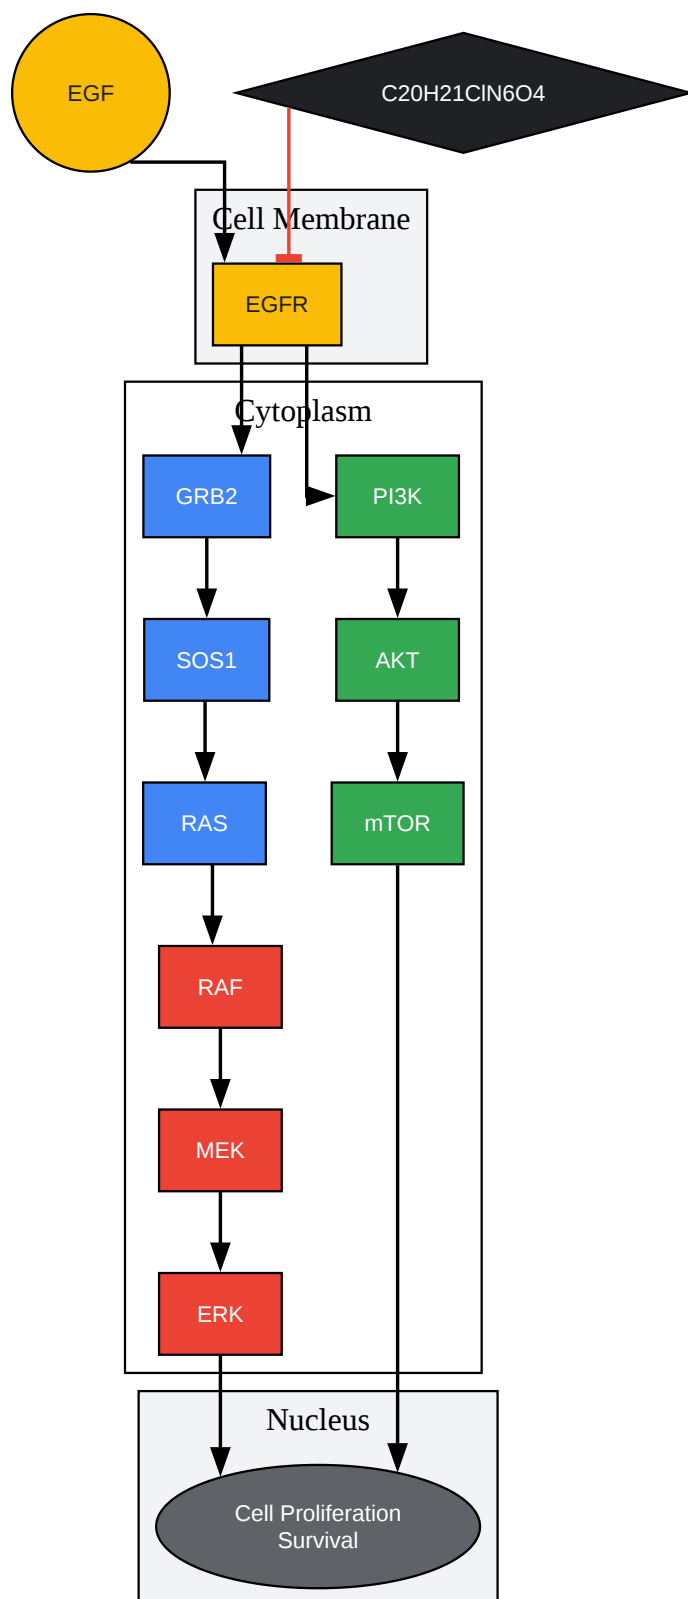 EGF
C20H21ClN6O4
Cell Membrane
EGFR
Cytoplasm
GRB2
PI3K
SOS1
AKT
RAS
mTOR
RAF
MEK
ERK
Nucleus
Cell Proliferation
Survival